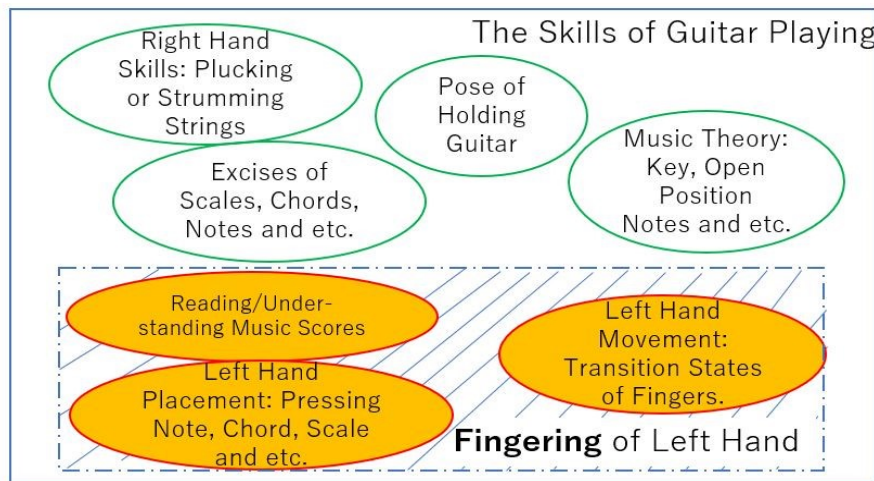 The Skills of Guitar Playing
Right Hand
Skills: Plucking
or Strumming
Strings
Pose of
Holding
Guitar
Music Theory:
Key, Open
Position
Notes and etc.
Excises of
Scales, Chords,
Notes and etc.
Reading/Under-
standing Music Scores
Left Hand
Movement:
Transition States
of Fingers.
Left Hand
Placement: Pressing
Note, Chord, Scale
and etc.
Fingering of Left Hand